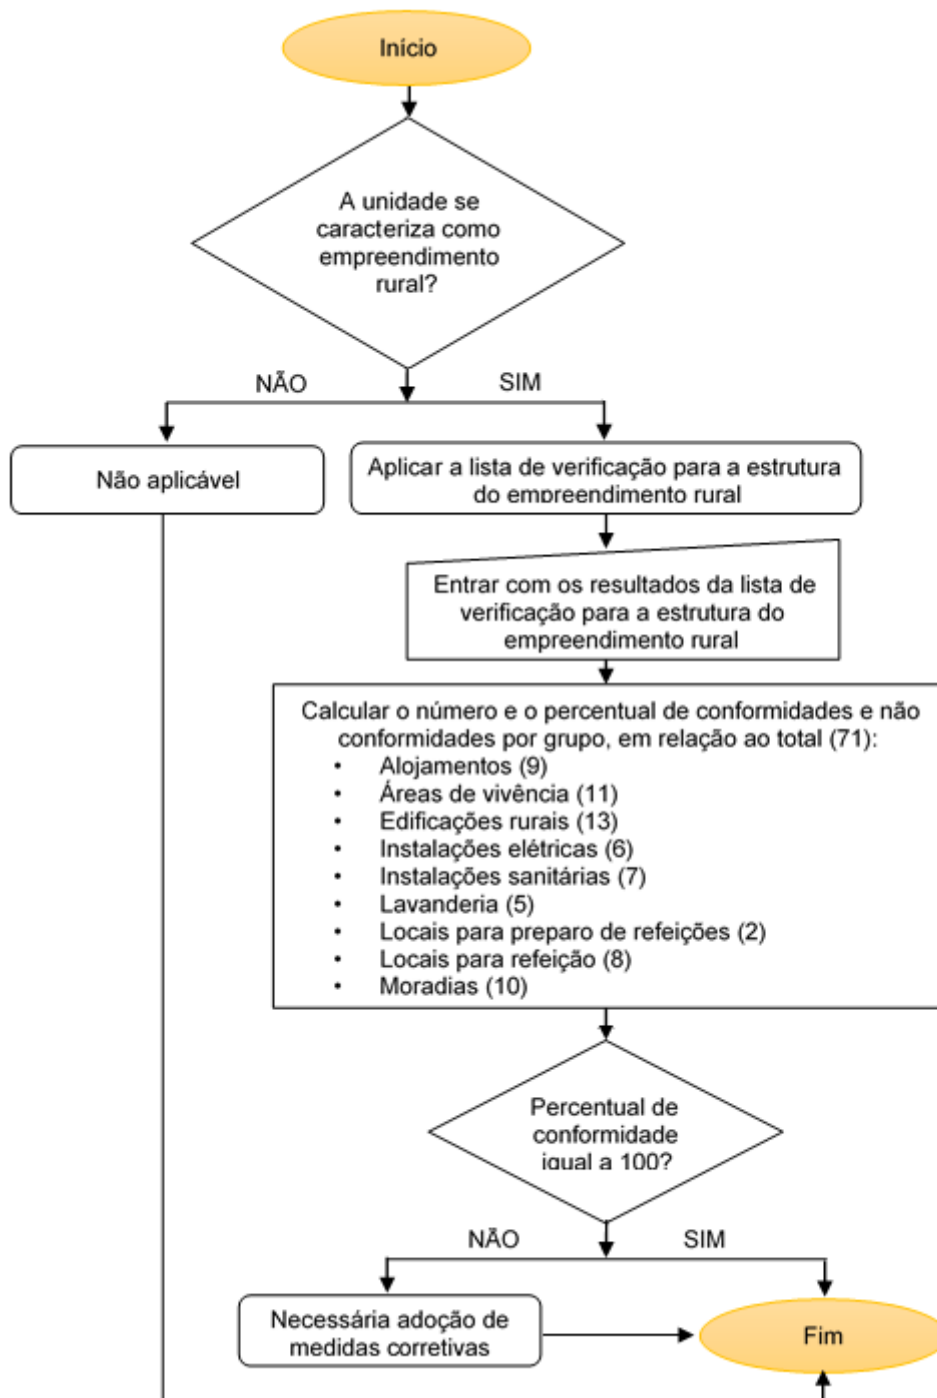 Início
A unidade se
caracteriza como
empreendimento
rural?
NÃO
SIM
Não aplicável
Aplicar a lista de verificação para a estrutura
do empreendimento rural
Entrar com os resultados da lista de
verificação para a estrutura do
empreendimento rural
Calcular o número e o percentual de conformidades e não
conformidades por grupo, em relação ao total (71):
• Alojamentos (9)
• Áreas de vivência (11)
• Edificações rurais (13)
• Instalações elétricas (6)
• Instalações sanitárias (7)
• Lavanderia (5)
• Locais para preparo de refeições (2)
• Locais para refeição (8)
• Moradias (10)
Percentual de
conformidade
igual a 100?
NÃO
SIM
Necessária adoção de
medidas corretivas
Fim